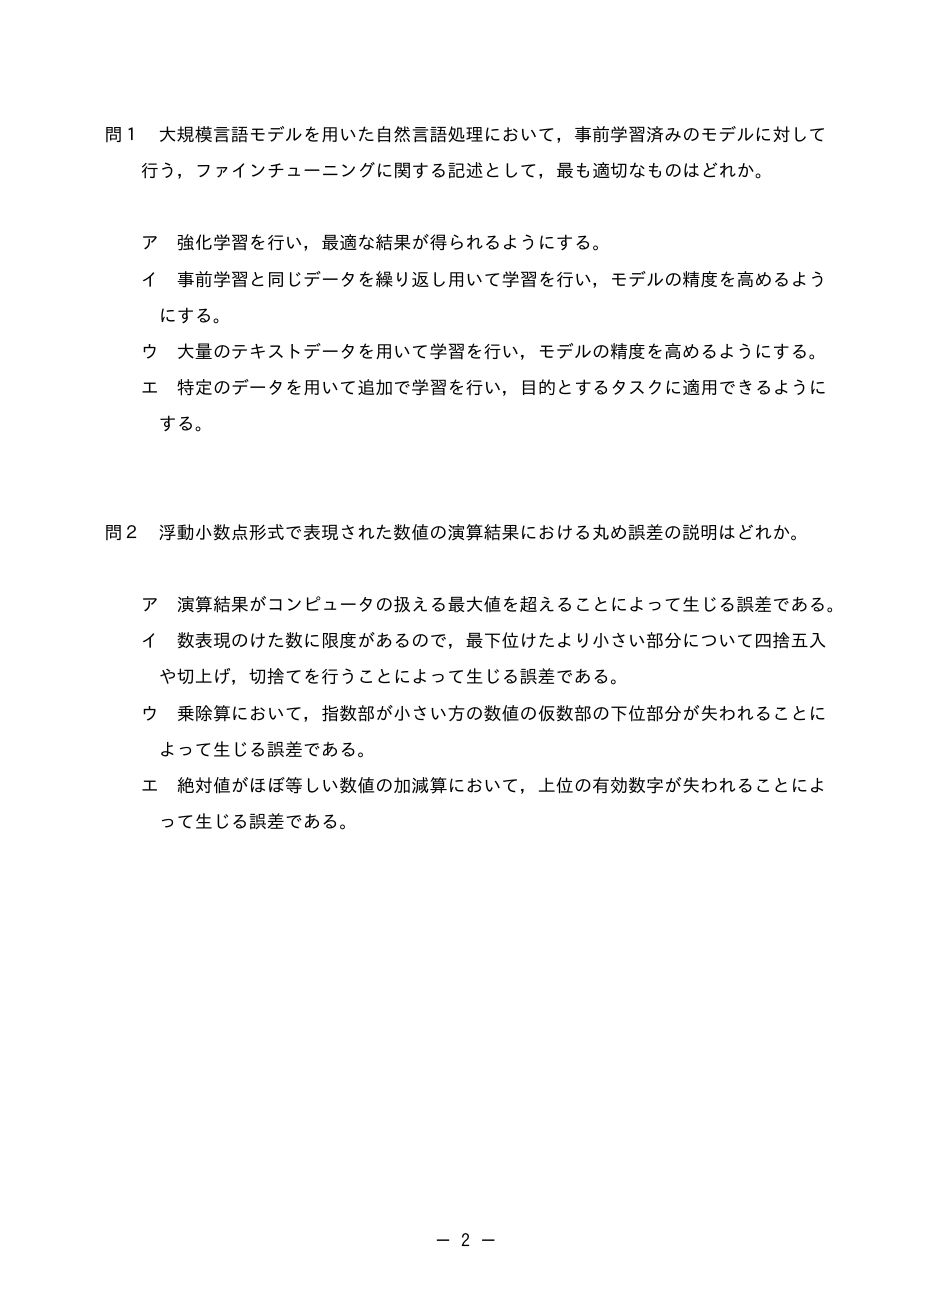 問１　大規模言語モデルを用いた自然言語処理において，事前学習済みのモデルに対して
行う，ファインチューニングに関する記述として，最も適切なものはどれか。
ア　強化学習を行い，最適な結果が得られるようにする。
イ　事前学習と同じデータを繰り返し用いて学習を行い，モデルの精度を高めるよう
にする。
ウ　大量のテキストデータを用いて学習を行い，モデルの精度を高めるようにする。
エ　特定のデータを用いて追加で学習を行い，目的とするタスクに適用できるように
する。
問２　浮動小数点形式で表現された数値の演算結果における丸め誤差の説明はどれか。
ア　演算結果がコンピュータの扱える最大値を超えることによって生じる誤差である。
イ　数表現のけた数に限度があるので，最下位けたより小さい部分について四捨五入
や切上げ，切捨てを行うことによって生じる誤差である。
ウ　乗除算において，指数部が小さい方の数値の仮数部の下位部分が失われることに
よって生じる誤差である。
エ　絶対値がほぼ等しい数値の加減算において，上位の有効数字が失われることによ
って生じる誤差である。
－ 2 －